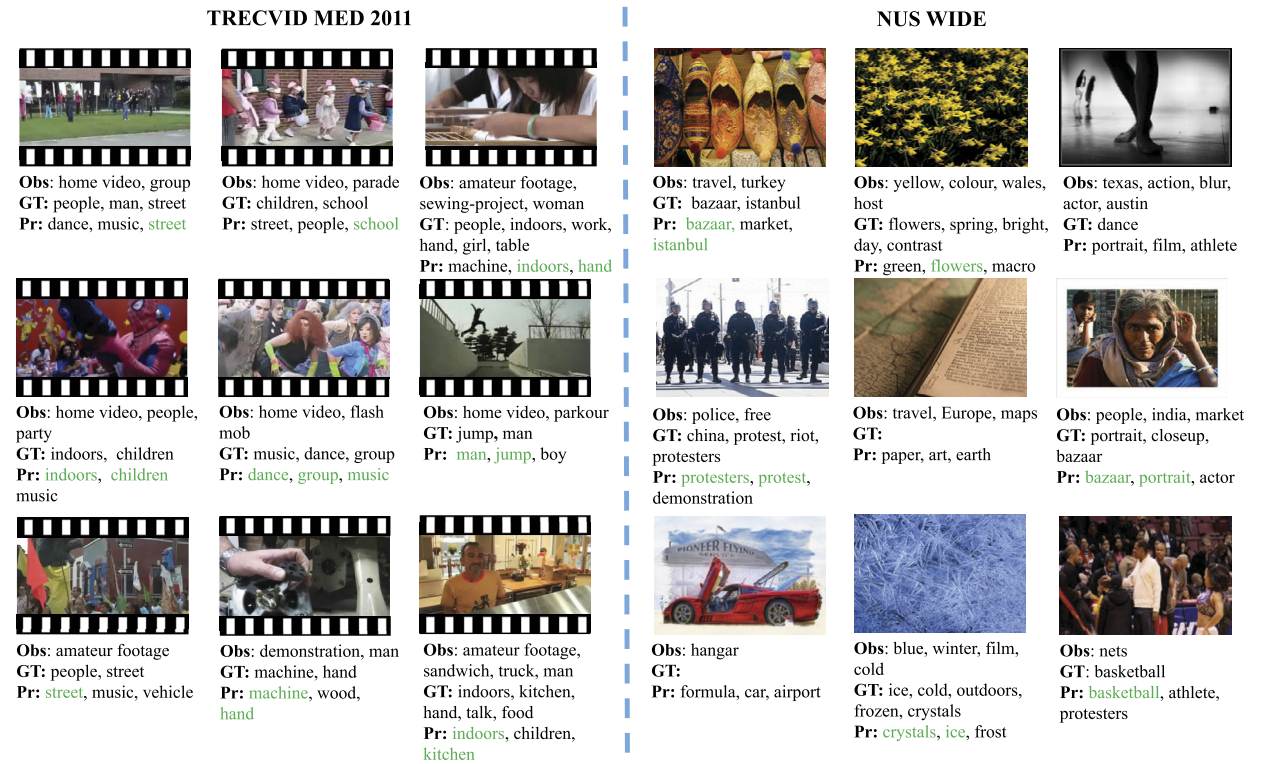 TRECVID MED 2011
NUS WIDE
Obs: home video, group
GT: people, man, street
Pr: dance, music, street
Obs: home video, parade
GT: children, school
Pr: street, people, school
Obs: amateur footage,
sewing-project, woman
GT: people, indoors, work,
hand, girl, table
Pr: machine, indoors, hand
Obs: travel, turkey
GT: bazaar, istanbul
Pr: bazaar, market,
istanbul
Obs: yellow, colour, wales,
host
GT: flowers, spring, bright,
day, contrast
Pr: green, flowers, macro
Obs: texas, action, blur,
actor, austin
GT: dance
Pr: portrait, film, athlete
Obs: home video, people,
party
GT: indoors, children
Pr: indoors, children
music
Obs: home video, flash
mob
GT: music, dance, group
Pr: dance, group, music
Obs: home video, parkour
GT: jump, man
Pr: man, jump, boy
Obs: police, free
GT: china, protest, riot,
protesters
Pr: protesters, protest,
demonstration
Obs: travel, Europe, maps
GT:
Pr: paper, art, earth
Obs: people, india, market
GT: portrait, closeup,
bazaar
Pr: bazaar, portrait, actor
PIONEER FLYING
SERVICE
Obs: amateur footage
GT: people, street
Pr: street, music, vehicle
Obs: demonstration, man
GT: machine, hand
Pr: machine, wood,
hand
Obs: amateur footage,
sandwich, truck, man
GT: indoors, kitchen,
hand, talk, food
Pr: indoors, children,
kitchen
Obs: hangar
GT:
Pr: formula, car, airport
Obs: blue, winter, film,
cold
GT: ice, cold, outdoors,
frozen, crystals
Pr: crystals, ice, frost
Obs: nets
GT: basketball
Pr: basketball, athlete,
protesters